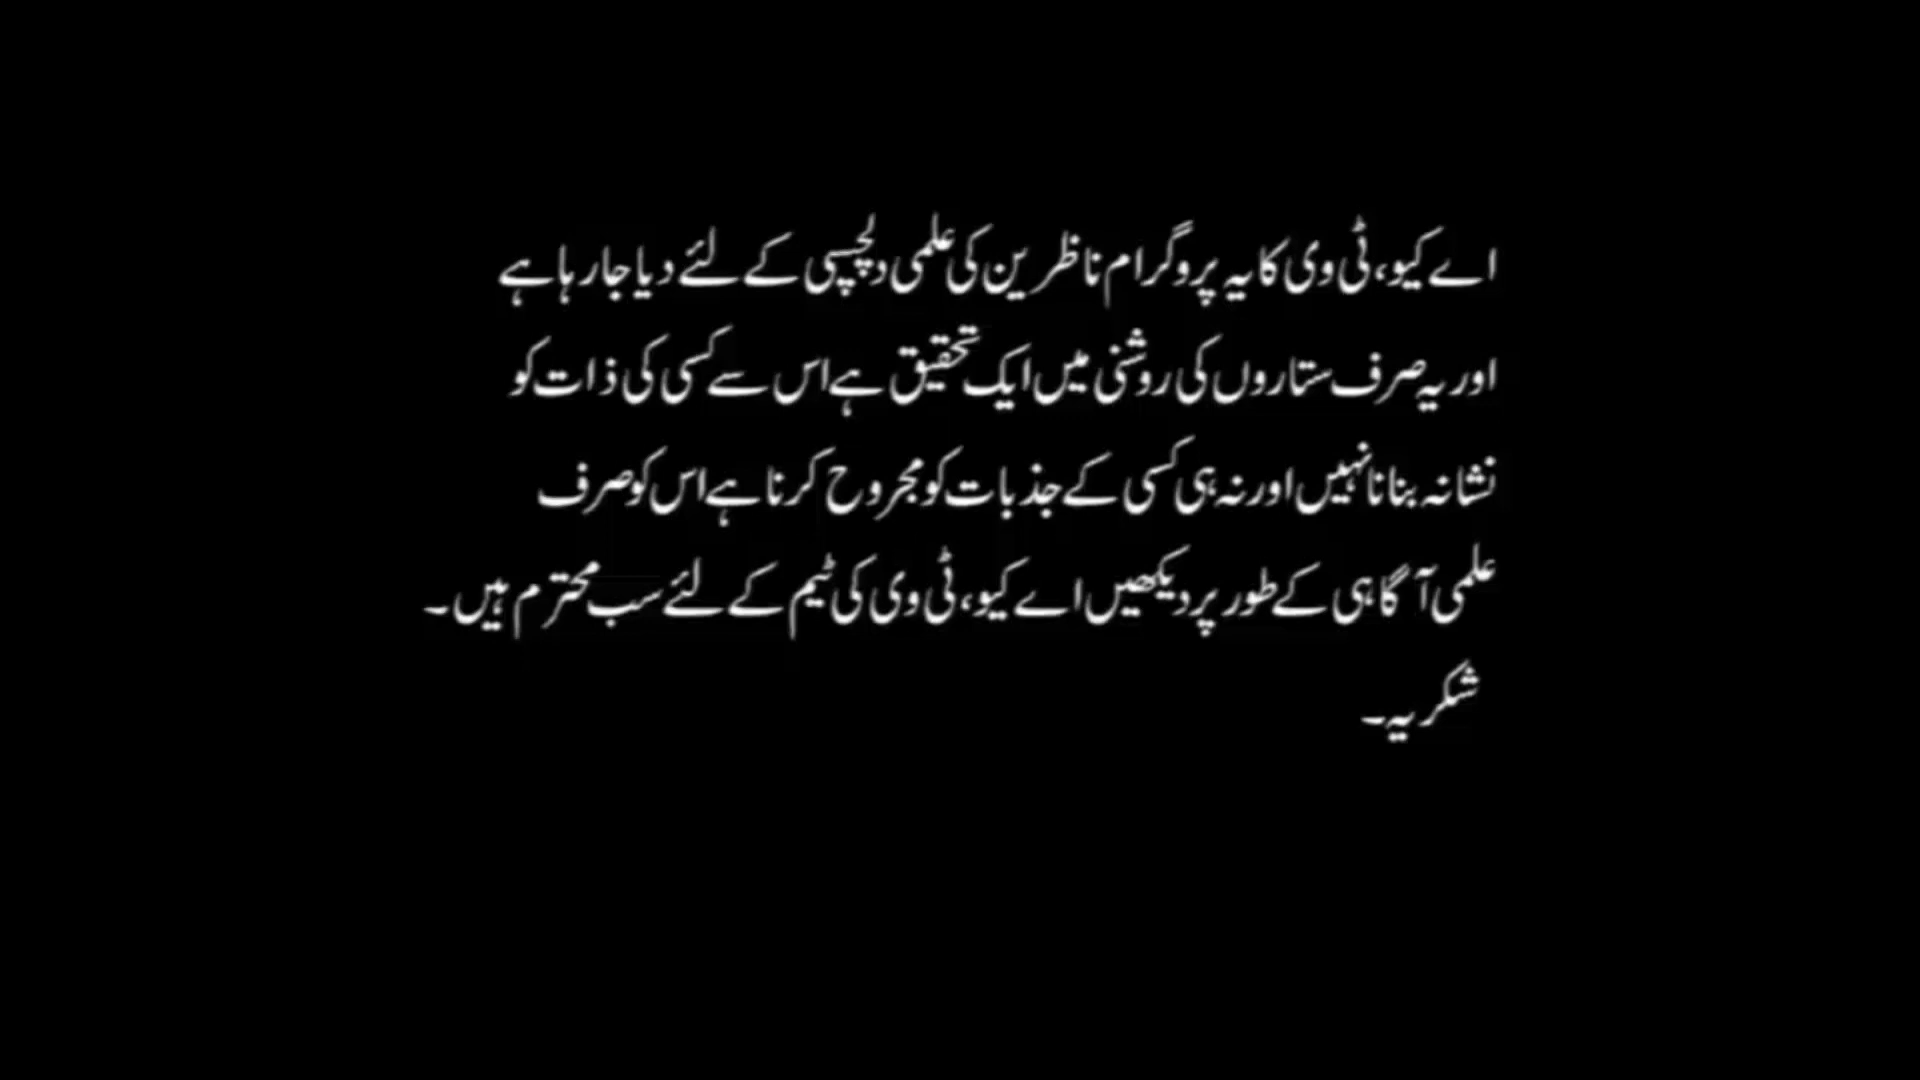 اے کیو، ٹی وی کا یہ پروگرام ناظرین کی علمی دلچسپی کے لئے دیا جا رہا ہے
اور یہ صرف ستاروں کی روشنی میں ایک تحقیق ہے اس سے کسی کی ذات کو
نشانہ بنانا نہیں اور نہ ہی کسی کے جذبات کو مجروح کرنا ہے اس کو صرف
علمی آگاہی کے طور پر دیکھیں اے کیو، ٹی وی کی ٹیم کے لئے سب محترم ہیں۔
شکریہ۔